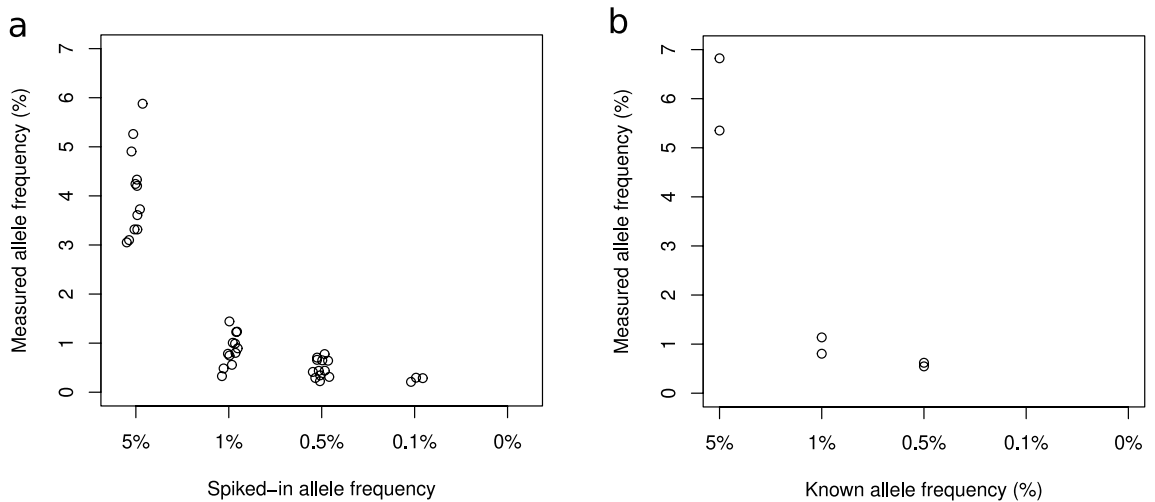 a
Measured allele frequency (%)
7
6
5
4
3
2
1
0
5% 1% 0.5% 0.1% 0%
Spiked−in allele frequency
b
Measured allele frequency (%)
7
6
5
4
3
2
1
0
5% 1% 0.5% 0.1% 0%
Known allele frequency (%)